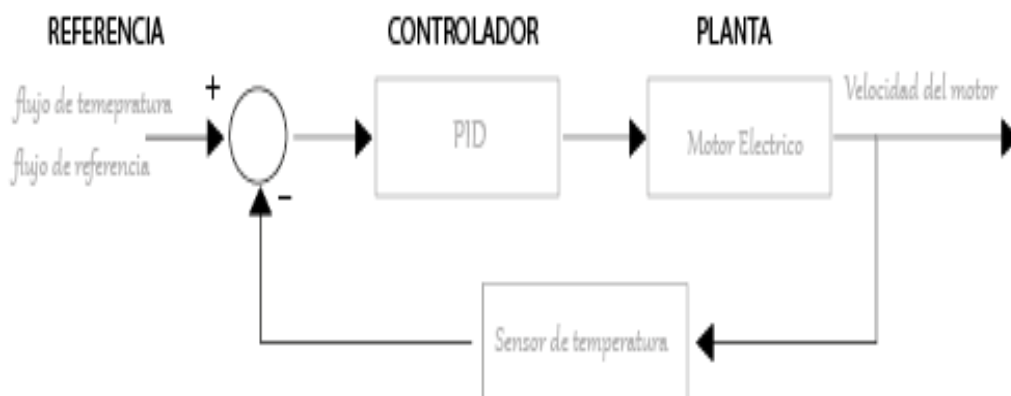 REFERENCIA
CONTROLADOR
PLANTA
flujo de temepratura
flujo de referencia
+
-
PID
Motor Electrico
Velocidad del motor
Sensor de temperatura